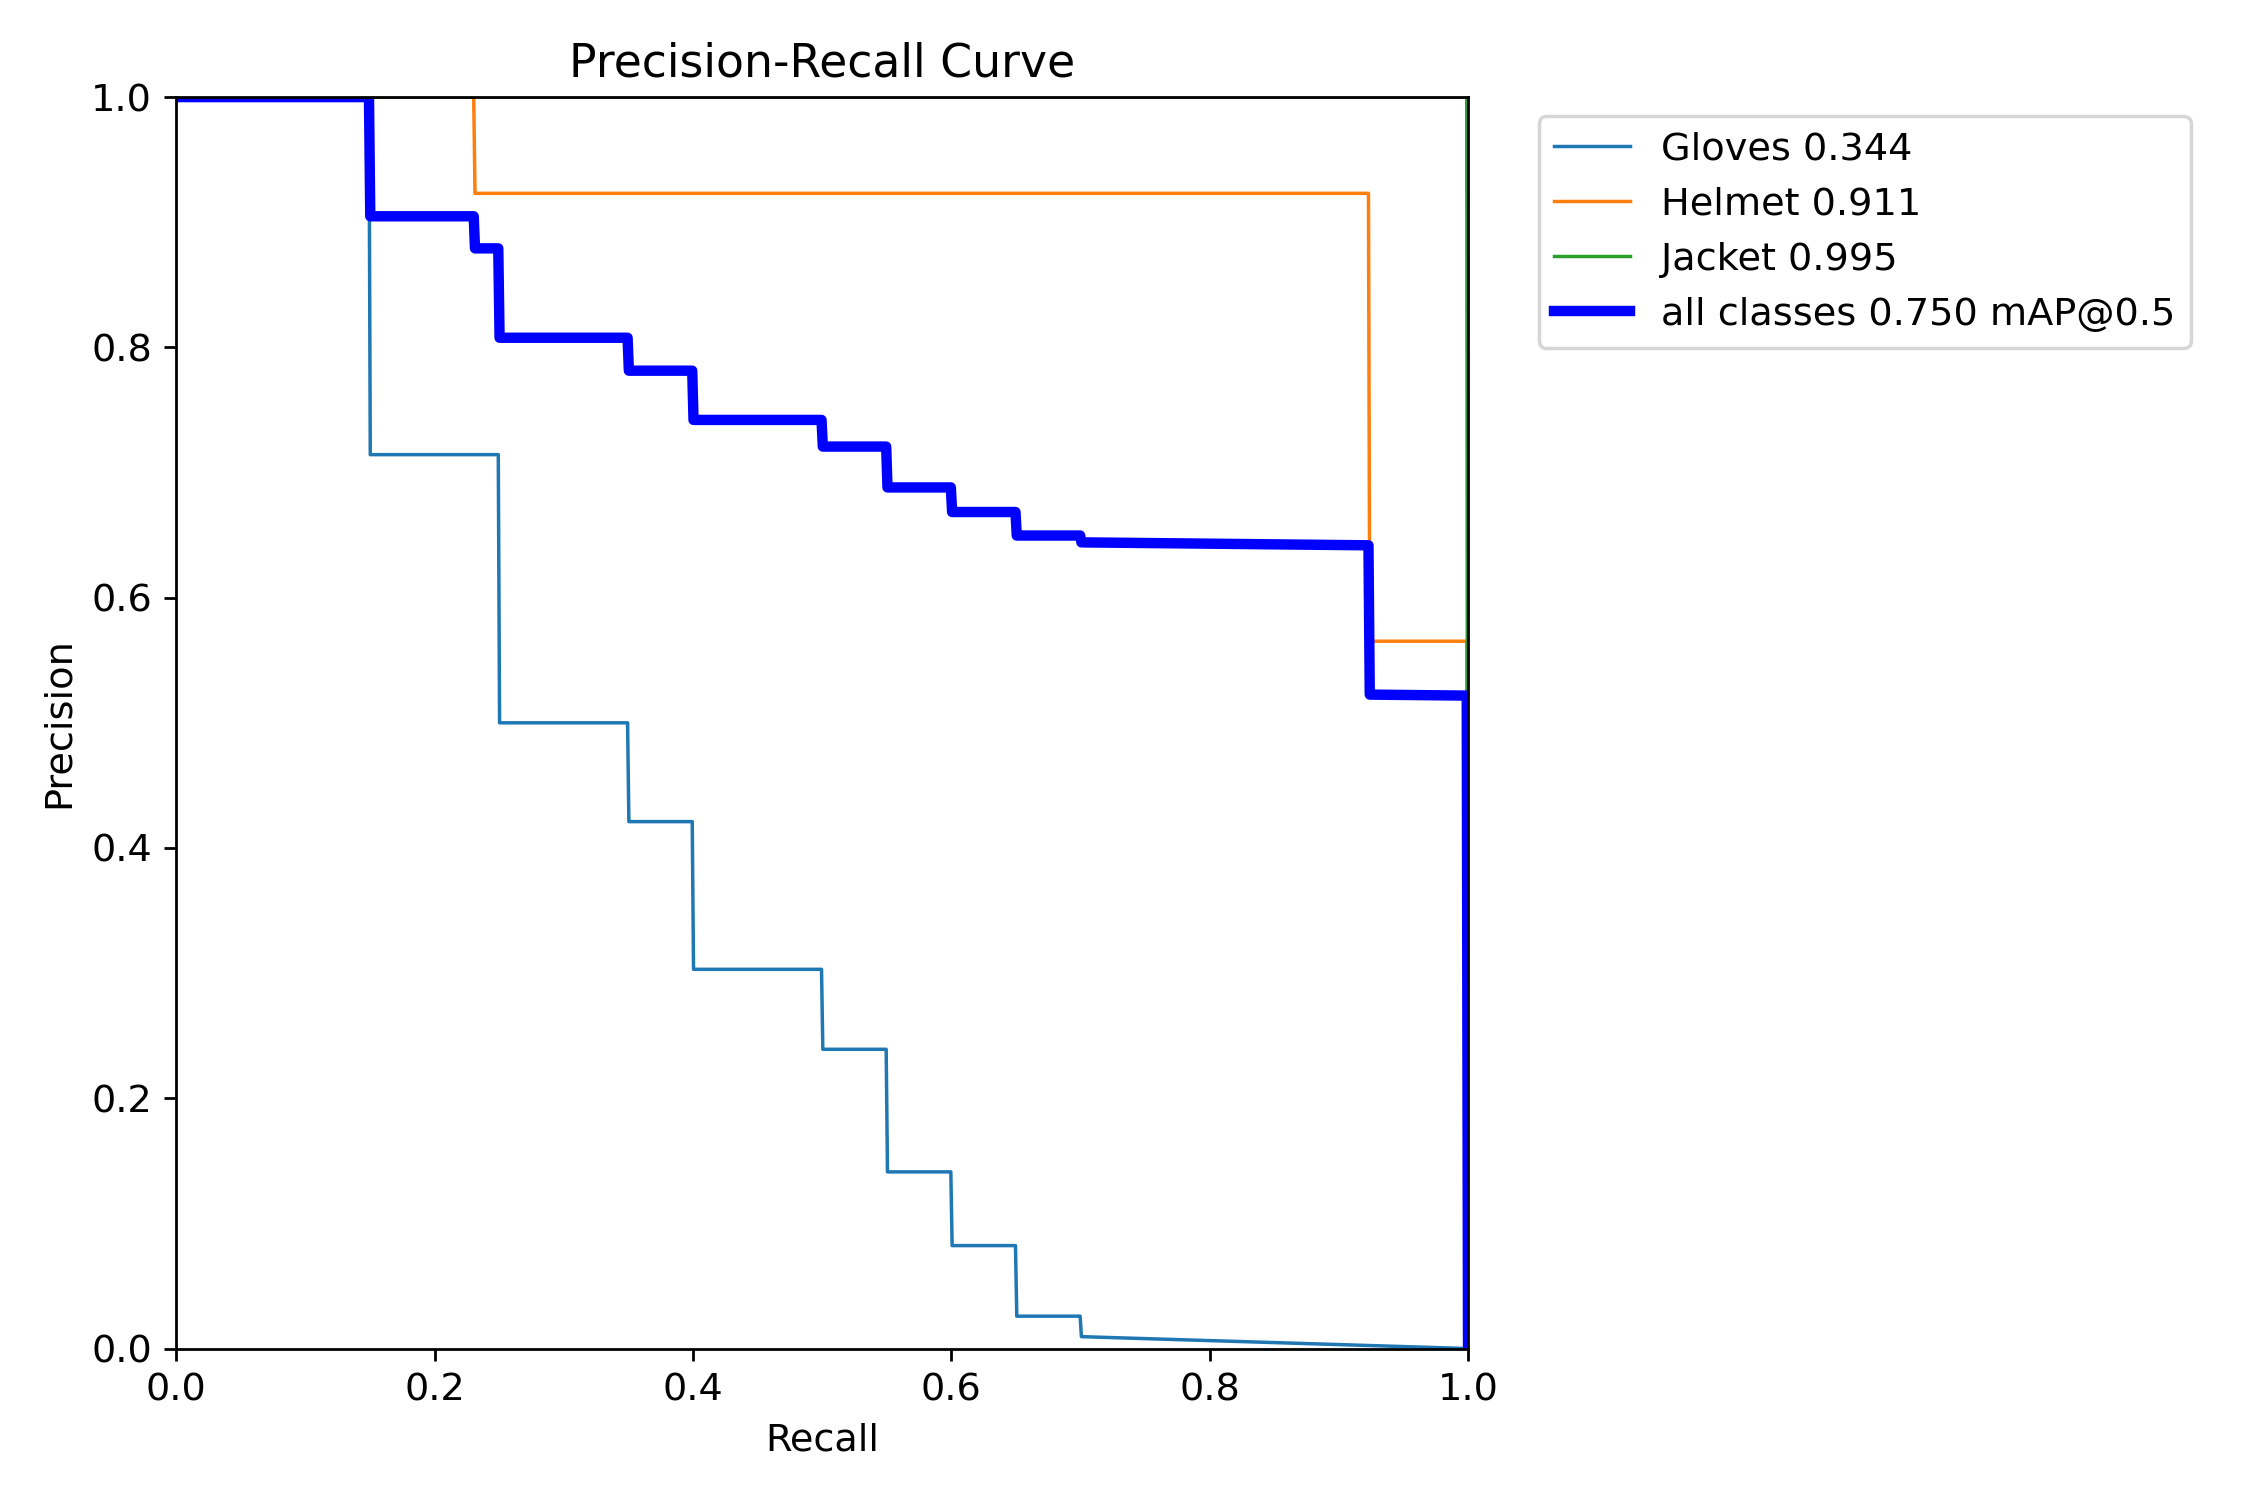 Precision-Recall Curve
1.0
0.8
0.6
0.4
0.2
0.0
Precision
0.0 0.2 0.4 0.6 0.8 1.0
Recall
Gloves 0.344
Helmet 0.911
Jacket 0.995
all classes 0.750 mAP@0.5